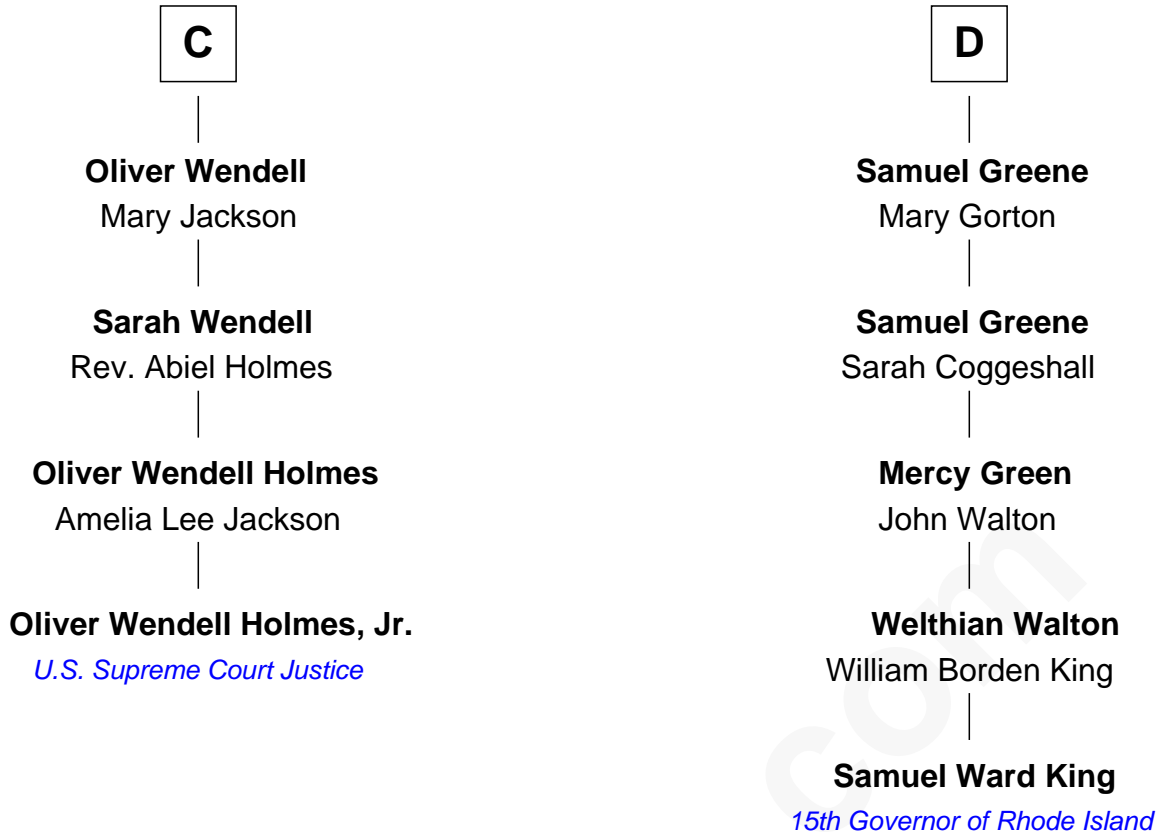 C
Oliver Wendell
Mary Jackson
Sarah Wendell
Rev. Abiel Holmes
Oliver Wendell Holmes
Amelia Lee Jackson
Oliver Wendell Holmes, Jr.
U.S. Supreme Court Justice
D
Samuel Greene
Mary Gorton
Samuel Greene
Sarah Coggeshall
Mercy Green
John Walton
Welthian Walton
William Borden King
Samuel Ward King
15th Governor of Rhode Island
com